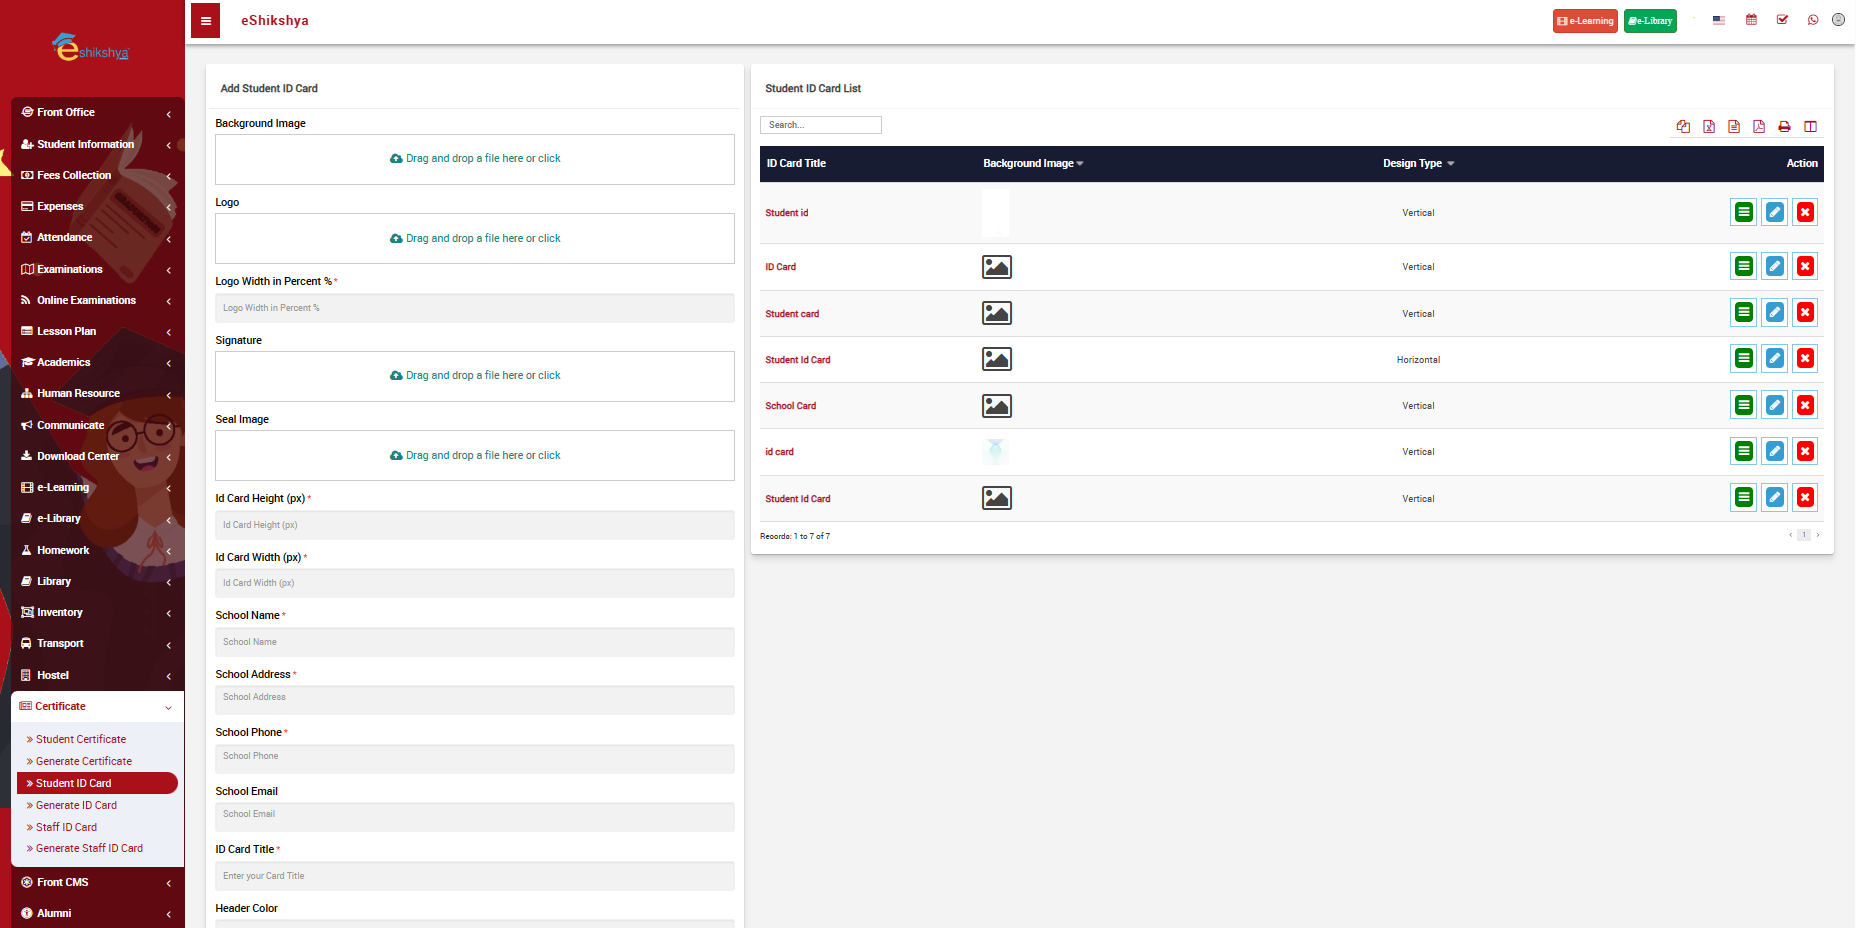 eshikshya
eShikshya
e-Learning
e-Library
Front Office
Student Information
Fees Collection
Expenses
Attendance
Examinations
Online Examinations
Lesson Plan
Academics
Human Resource
Communicate
Download Center
e-Learning
e-Library
Homework
Library
Inventory
Transport
Hostel
Certificate
» Student Certificate
» Generate Certificate
» Student ID Card
» Generate ID Card
» Staff ID Card
» Generate Staff ID Card
Front CMS
Alumni
Add Student ID Card
Background Image
Drag and drop a file here or click
Logo
Drag and drop a file here or click
Logo Width in Percent % *
Logo Width in Percent %
Signature
Drag and drop a file here or click
Seal Image
Drag and drop a file here or click
Id Card Height (px) *
Id Card Height (px)
Id Card Width (px) *
Id Card Width (px)
School Name *
School Name
School Address *
School Address
School Phone *
School Phone
School Email
School Email
ID Card Title *
Enter your Card Title
Header Color
Student ID Card List
Search...
ID Card Title Background Image Design Type Action
Student id Vertical
ID Card Vertical
Student card Vertical
Student Id Card Horizontal
School Card Vertical
id card Vertical
Student Id Card Vertical
Records: 1 to 7 of 7
‹ 1 ›